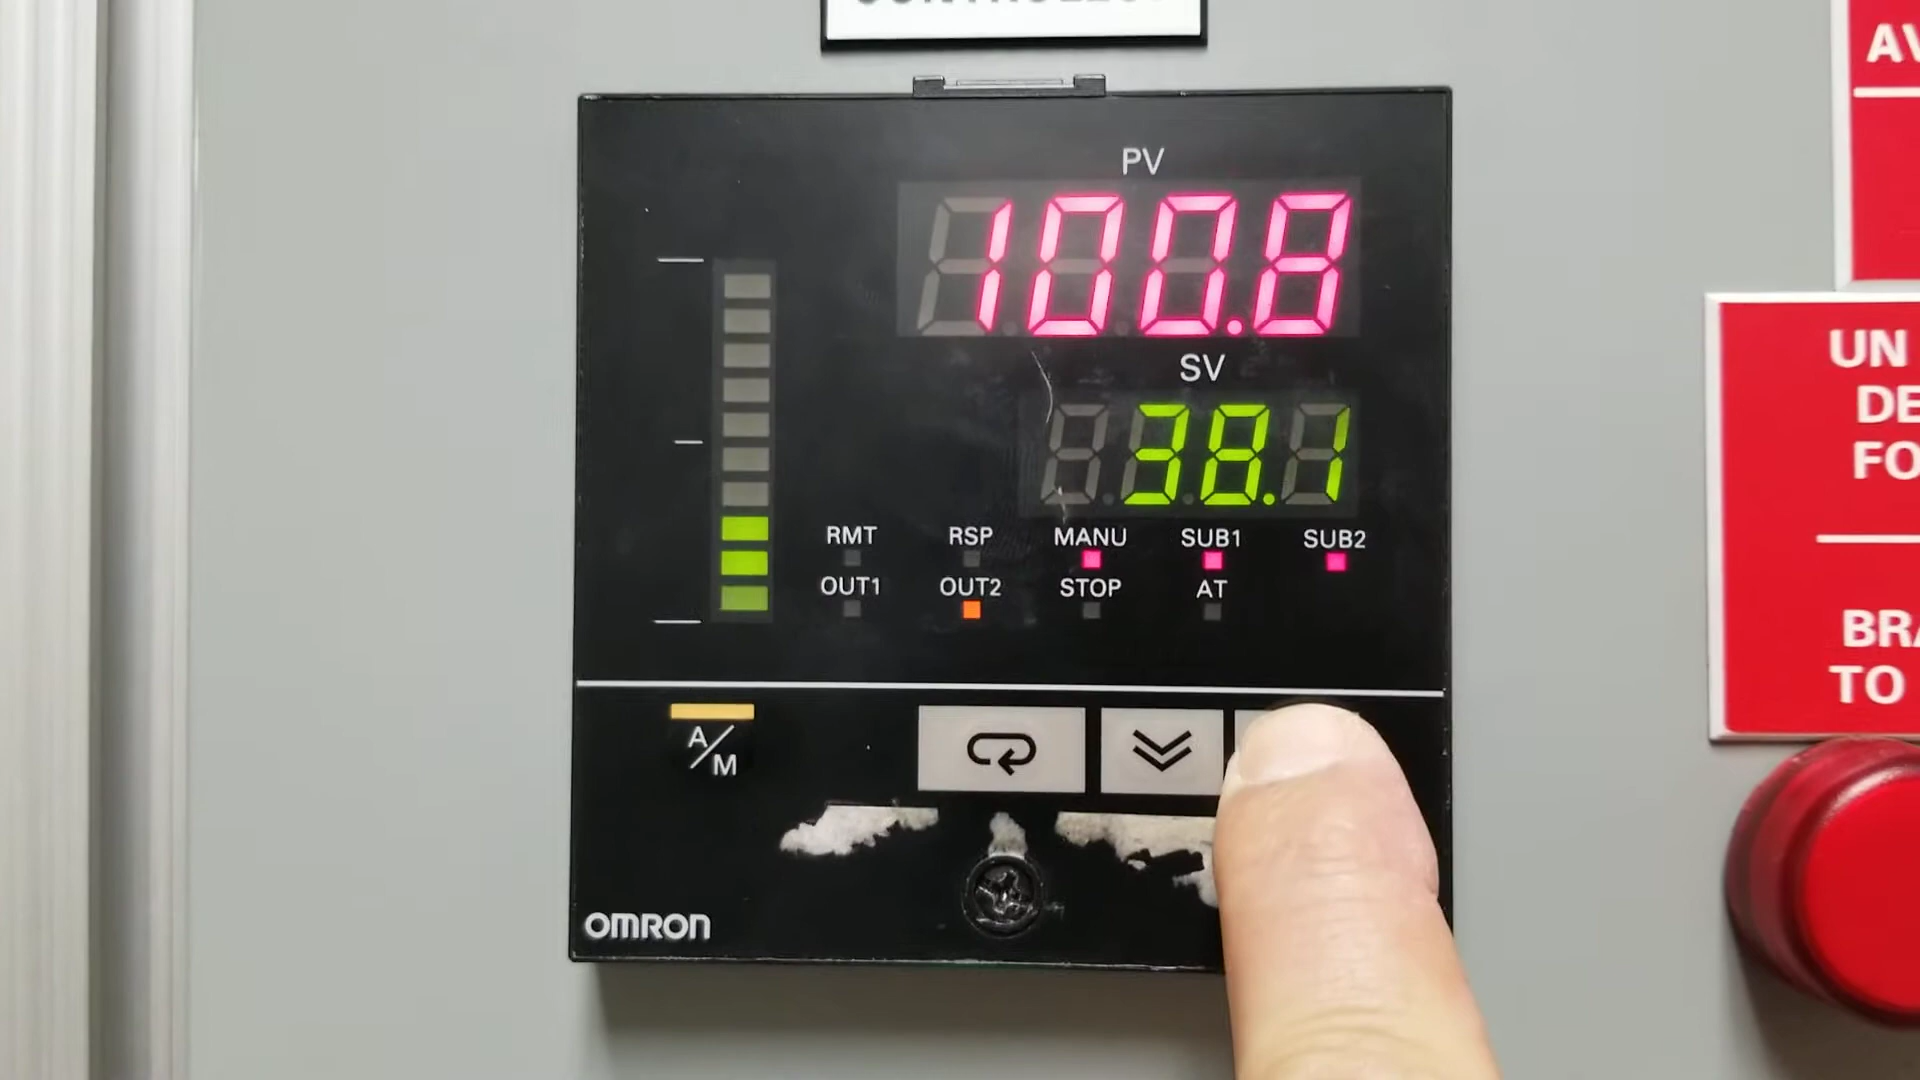 PV
100.8
SV
38.1
RMT RSP MANU SUB1 SUB2
OUT1 OUT2 STOP AT
A/M
OMRON
UN
DE
FO
BRA
TO
AV